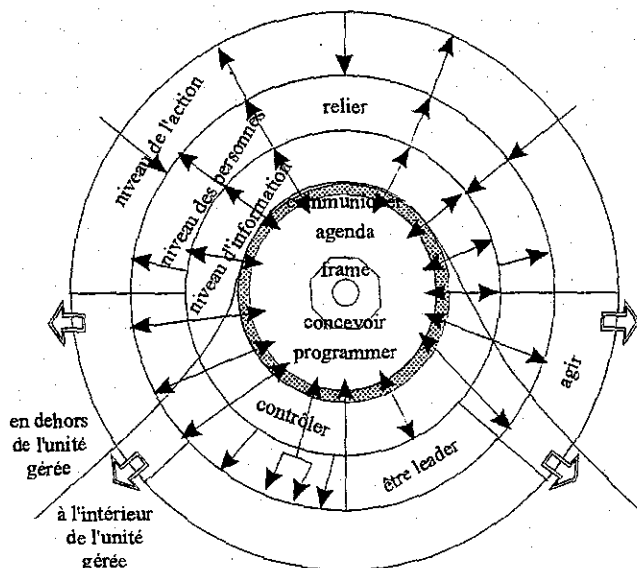 niveau de l'action
niveau des personnes
niveau d'information
relier
communiquer
agenda
frame
concevoir
programmer
contrôler
être leader
agir
en dehors
de l'unité
gérée
à l'intérieur
de l'unité
gérée